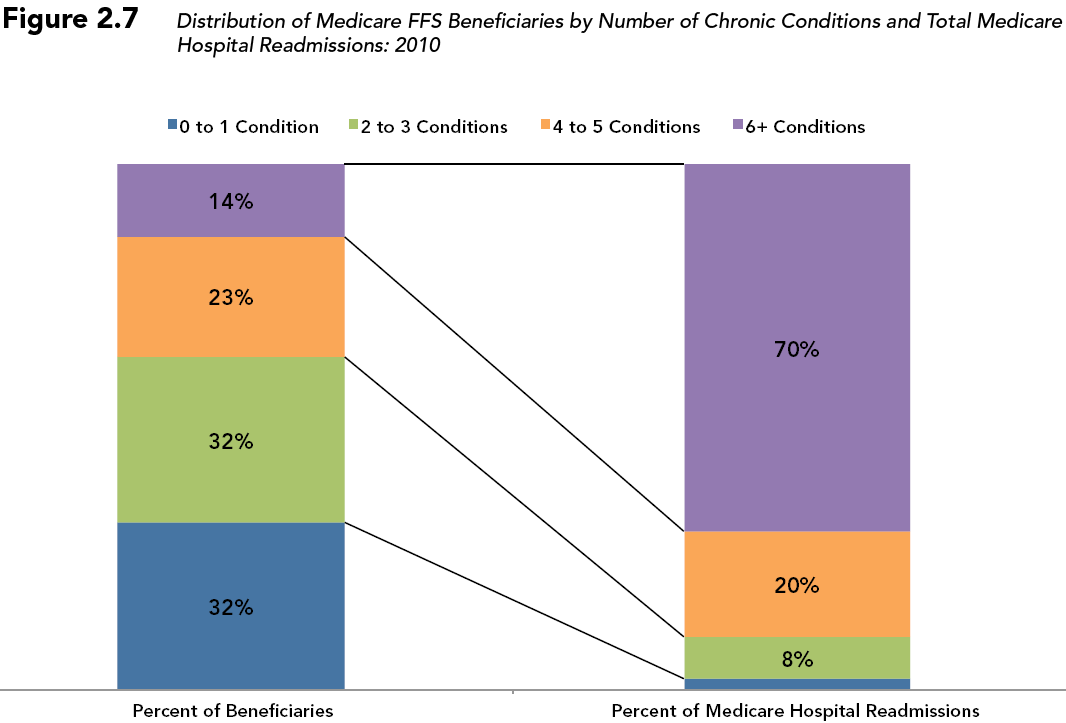 Figure 2.7 Distribution of Medicare FFS Beneficiaries by Number of Chronic Conditions and Total Medicare
Hospital Readmissions: 2010
0 to 1 Condition 2 to 3 Conditions 4 to 5 Conditions 6+ Conditions
14%
23%
32%
32%
70%
20%
8%
Percent of Beneficiaries Percent of Medicare Hospital Readmissions